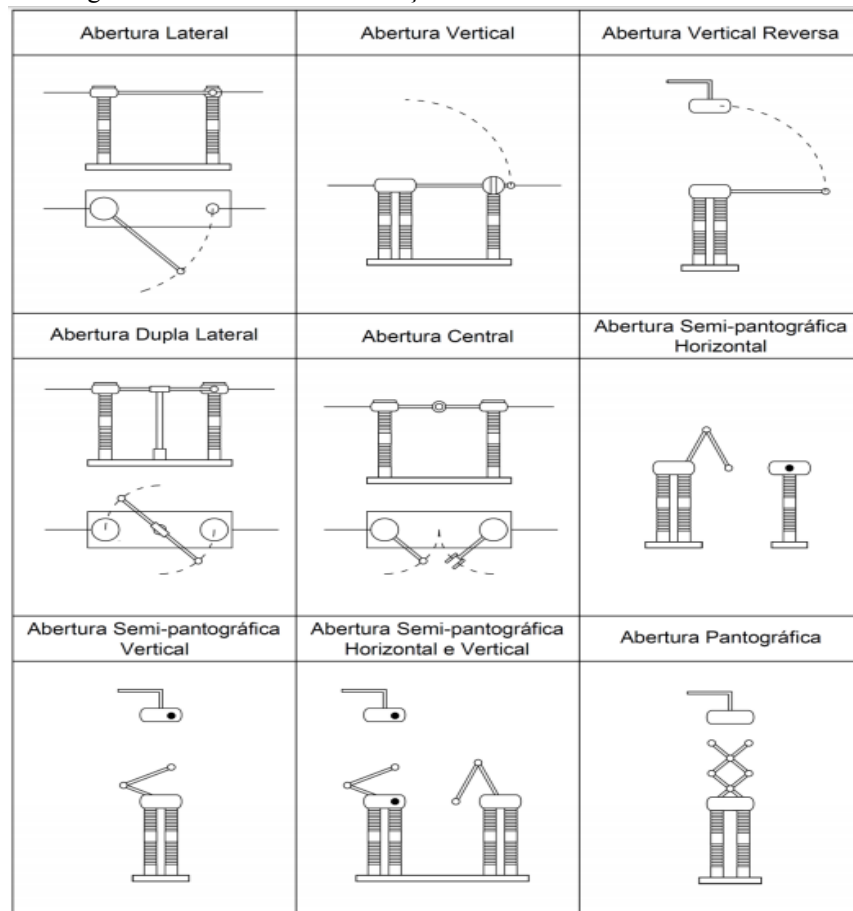 Abertura Lateral
Abertura Vertical
Abertura Vertical Reversa
Abertura Dupla Lateral
Abertura Central
Abertura Semi-pantográfica
Horizontal
Abertura Semi-pantográfica
Vertical
Abertura Semi-pantográfica
Horizontal e Vertical
Abertura Pantográfica